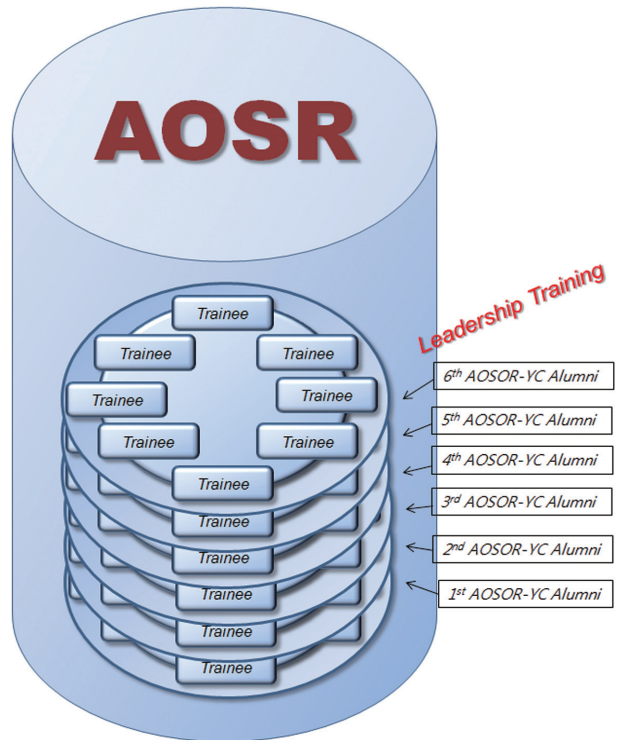 AOSR
Leadership Training
Trainee
Trainee
Trainee
Trainee
Trainee
Trainee
Trainee
Trainee
Trainee
Trainee
Trainee
Trainee
Trainee
6th AOSOR-YC Alumni
5th AOSOR-YC Alumni
4th AOSOR-YC Alumni
3rd AOSOR-YC Alumni
2nd AOSOR-YC Alumni
1st AOSOR-YC Alumni